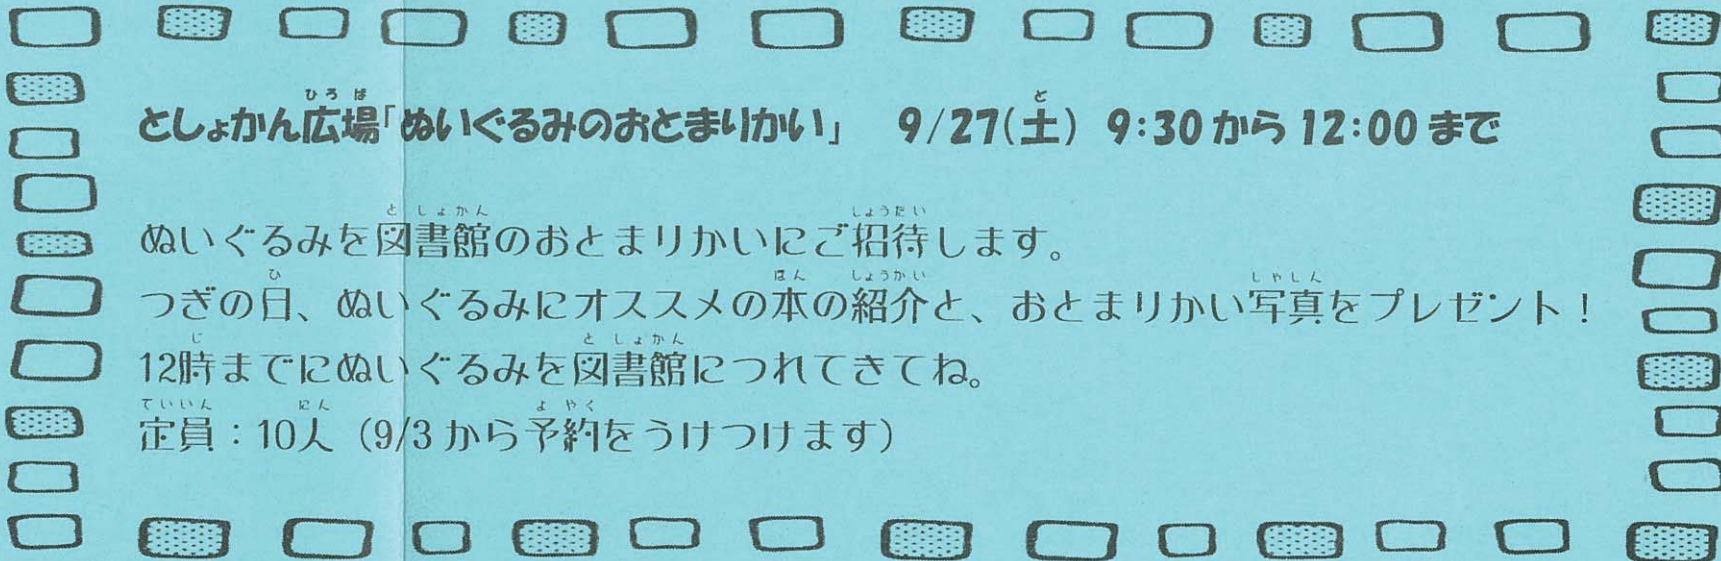 としょかん広場「ぬいぐるみのおとまりかい」 9/27(土) 9:30から12:00まで
ぬいぐるみを図書館のおとまりかいにご招待します。
つぎの日、ぬいぐるみにオススメの本の紹介と、おとまりかい写真をプレゼント！
12時までにぬいぐるみを図書館につれてきてね。
定員：10人（9/3から予約をうけつけます）